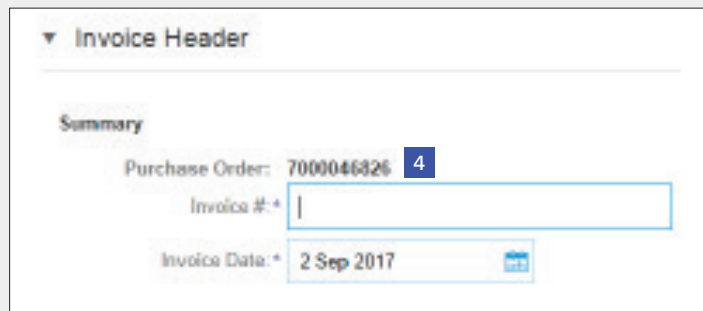 Invoice Header
Summary
Purchase Order: 7000046826 4
Invoice #:*
Invoice Date:* 2 Sep 2017